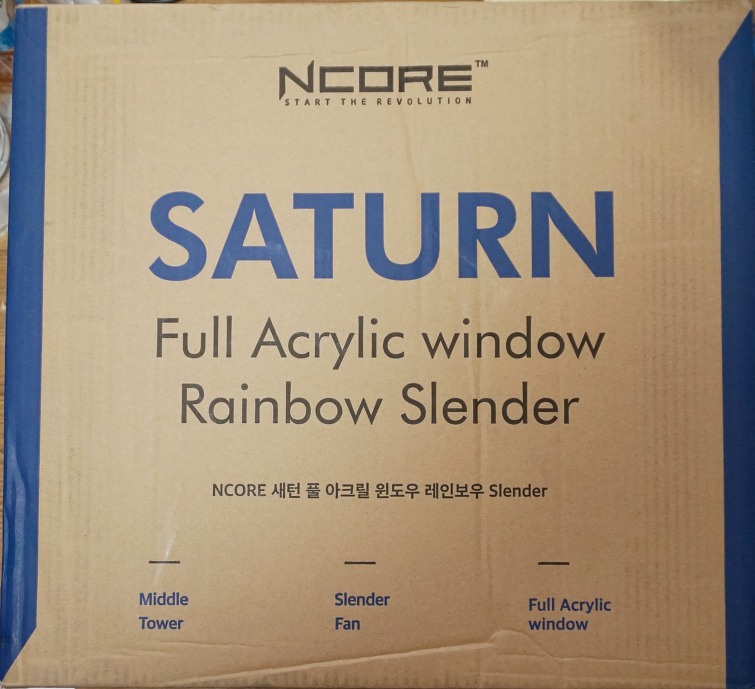 NCORE™
START THE REVOLUTION
SATURN
Full Acrylic window
Rainbow Slender
NCORE 새턴 풀 아크릴 윈도우 레인보우 Slender
Middle
Tower
Slender
Fan
Full Acrylic
window